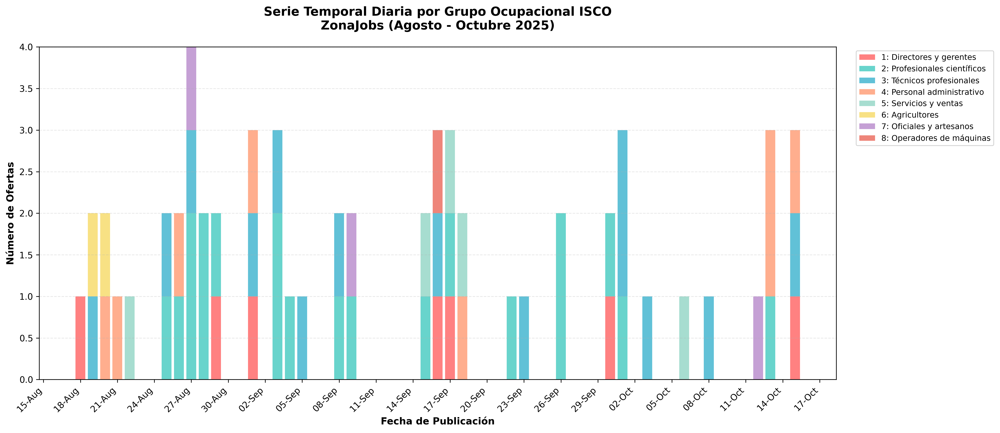 Serie Temporal Diaria por Grupo Ocupacional ISCO
ZonaJobs (Agosto - Octubre 2025)
Número de Ofertas
4.0
3.5
3.0
2.5
2.0
1.5
1.0
0.5
0.0
15-Aug
18-Aug
21-Aug
24-Aug
27-Aug
30-Aug
02-Sep
05-Sep
08-Sep
11-Sep
14-Sep
17-Sep
20-Sep
23-Sep
26-Sep
29-Sep
02-Oct
05-Oct
08-Oct
11-Oct
14-Oct
17-Oct
Fecha de Publicación
1: Directores y gerentes
2: Profesionales científicos
3: Técnicos profesionales
4: Personal administrativo
5: Servicios y ventas
6: Agricultores
7: Oficiales y artesanos
8: Operadores de máquinas